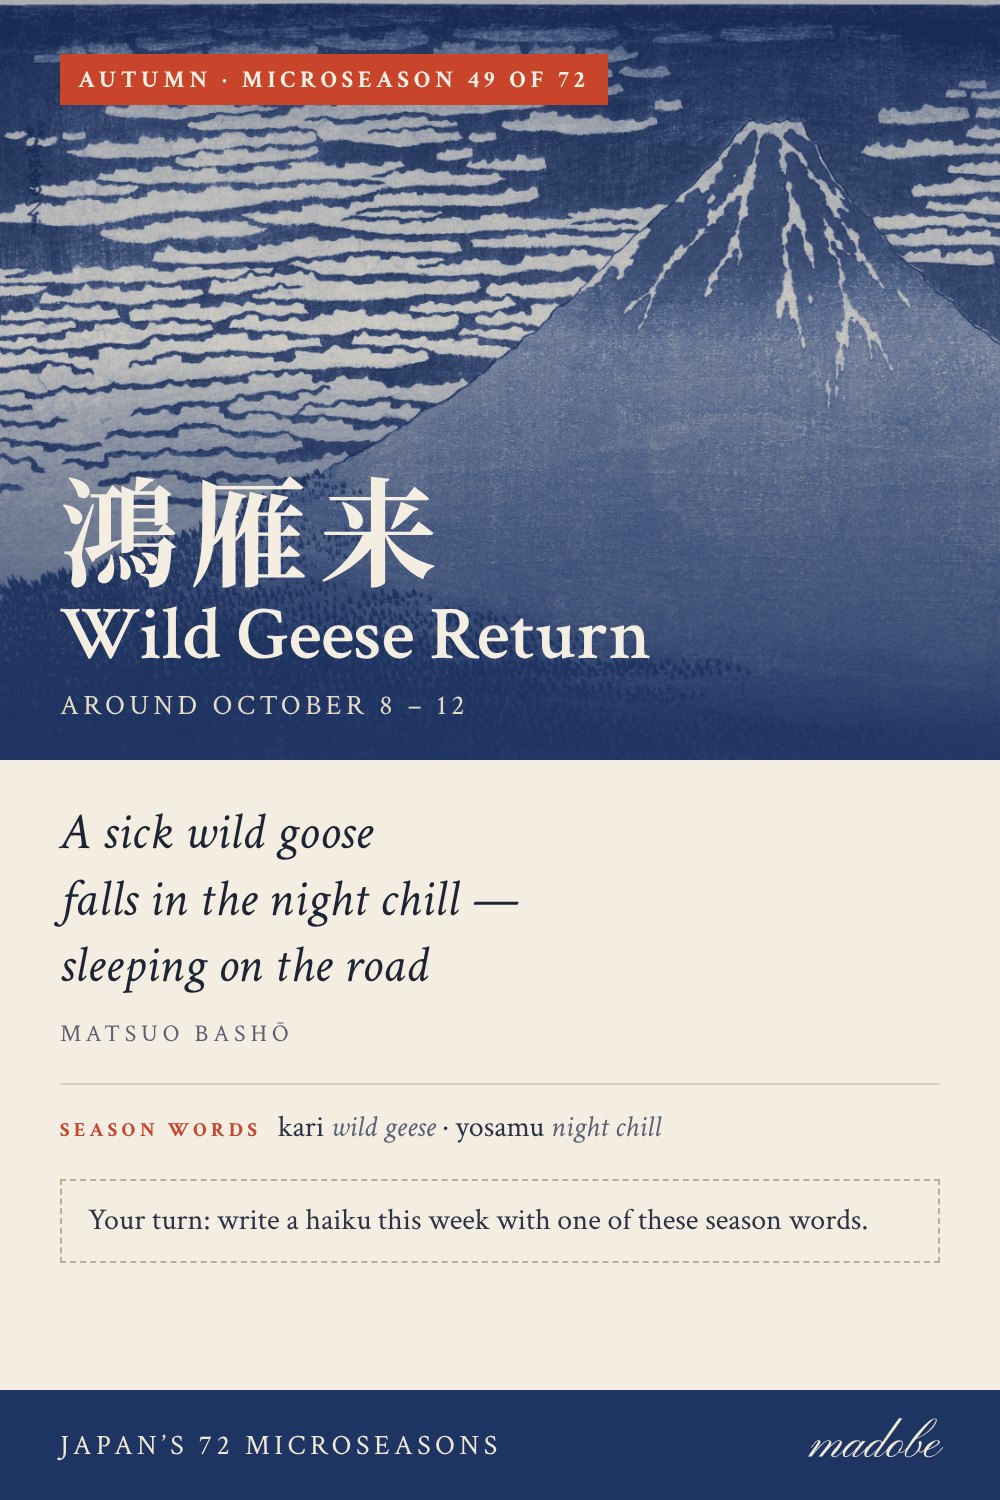 AUTUMN · MICROSEASON 49 OF 72
鴻雁来
Wild Geese Return
AROUND OCTOBER 8 – 12
A sick wild goose
falls in the night chill —
sleeping on the road
MATSUO BASHŌ
SEASON WORDS kari wild geese · yosamu night chill
Your turn: write a haiku this week with one of these season words.
JAPAN’S 72 MICROSEASONS
madobe